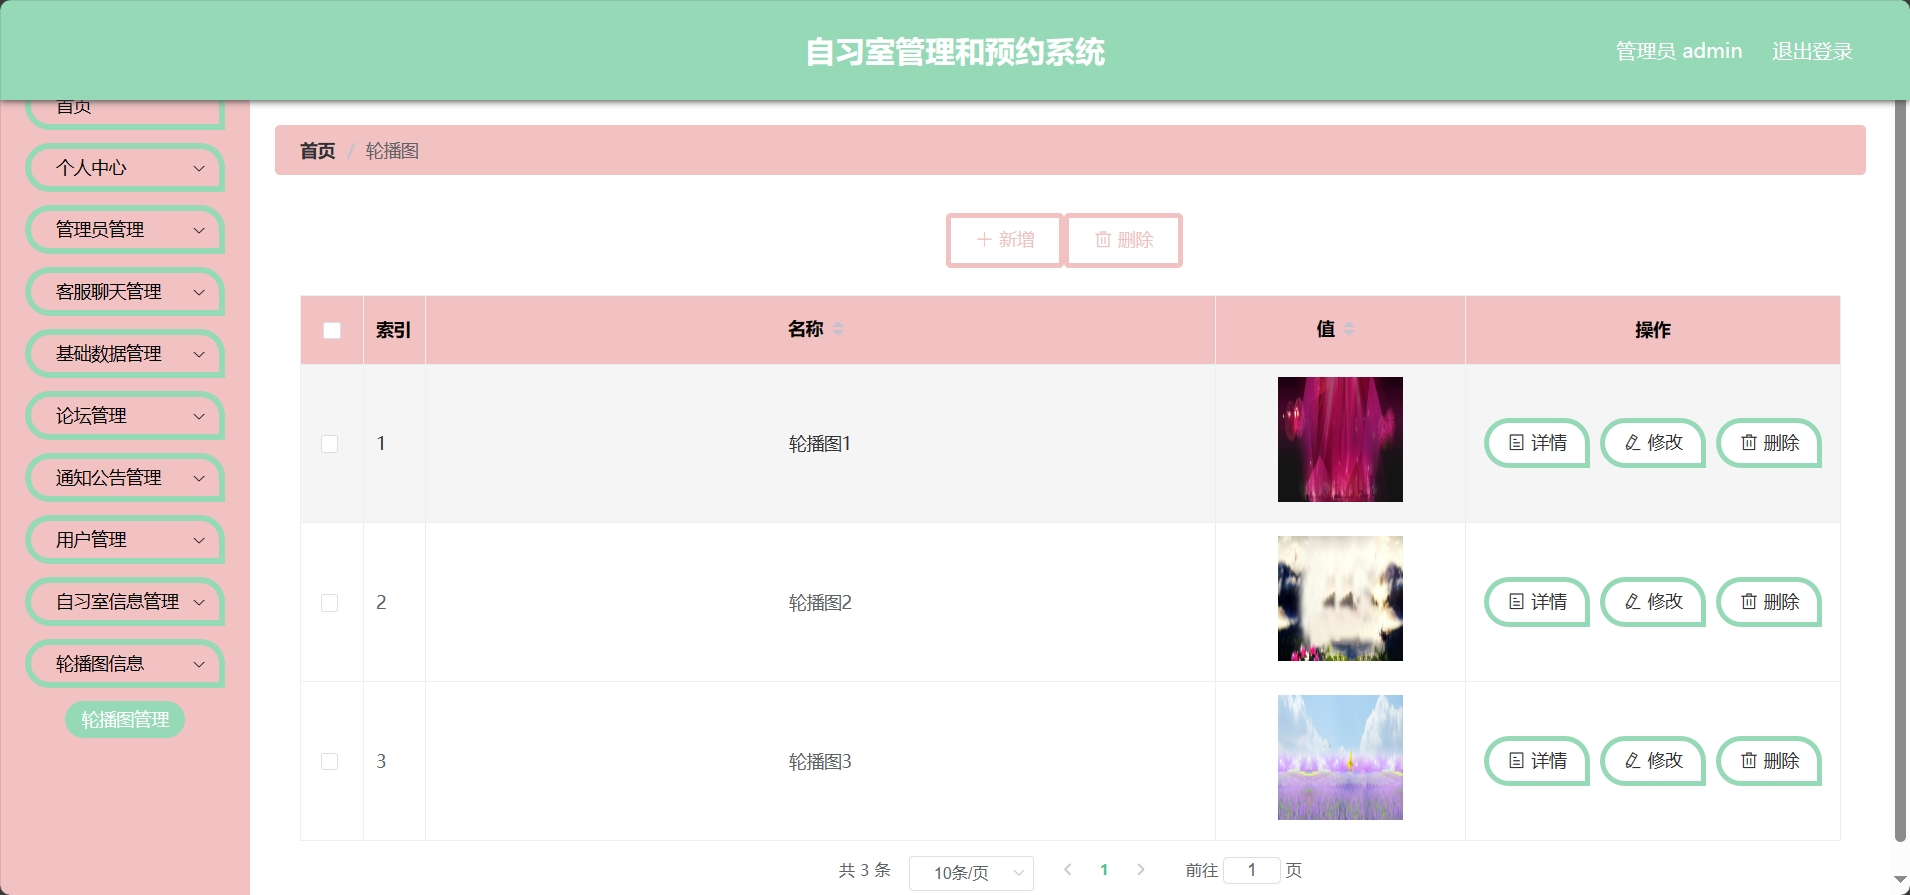 自习室管理和预约系统
管理员 admin 退出登录
首页
个人中心
管理员管理
客服聊天管理
基础数据管理
论坛管理
通知公告管理
用户管理
自习室信息管理
轮播图信息
轮播图管理
首页 / 轮播图
新增 删除
索引 名称 值 操作
1 轮播图1 详情 修改 删除
2 轮播图2 详情 修改 删除
3 轮播图3 详情 修改 删除
共 3 条 10条/页 1 前往 1 页